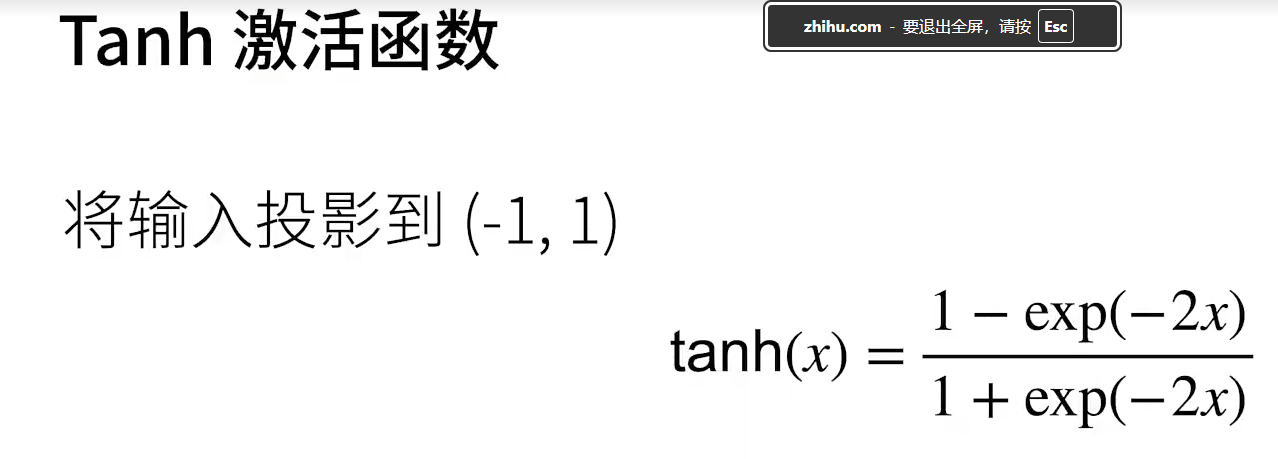 Tanh 激活函数
zhihu.com - 要退出全屏，请按 Esc
将输入投影到 (-1, 1)
tanh(x) = \frac{1 - exp(-2x)}{1 + exp(-2x)}